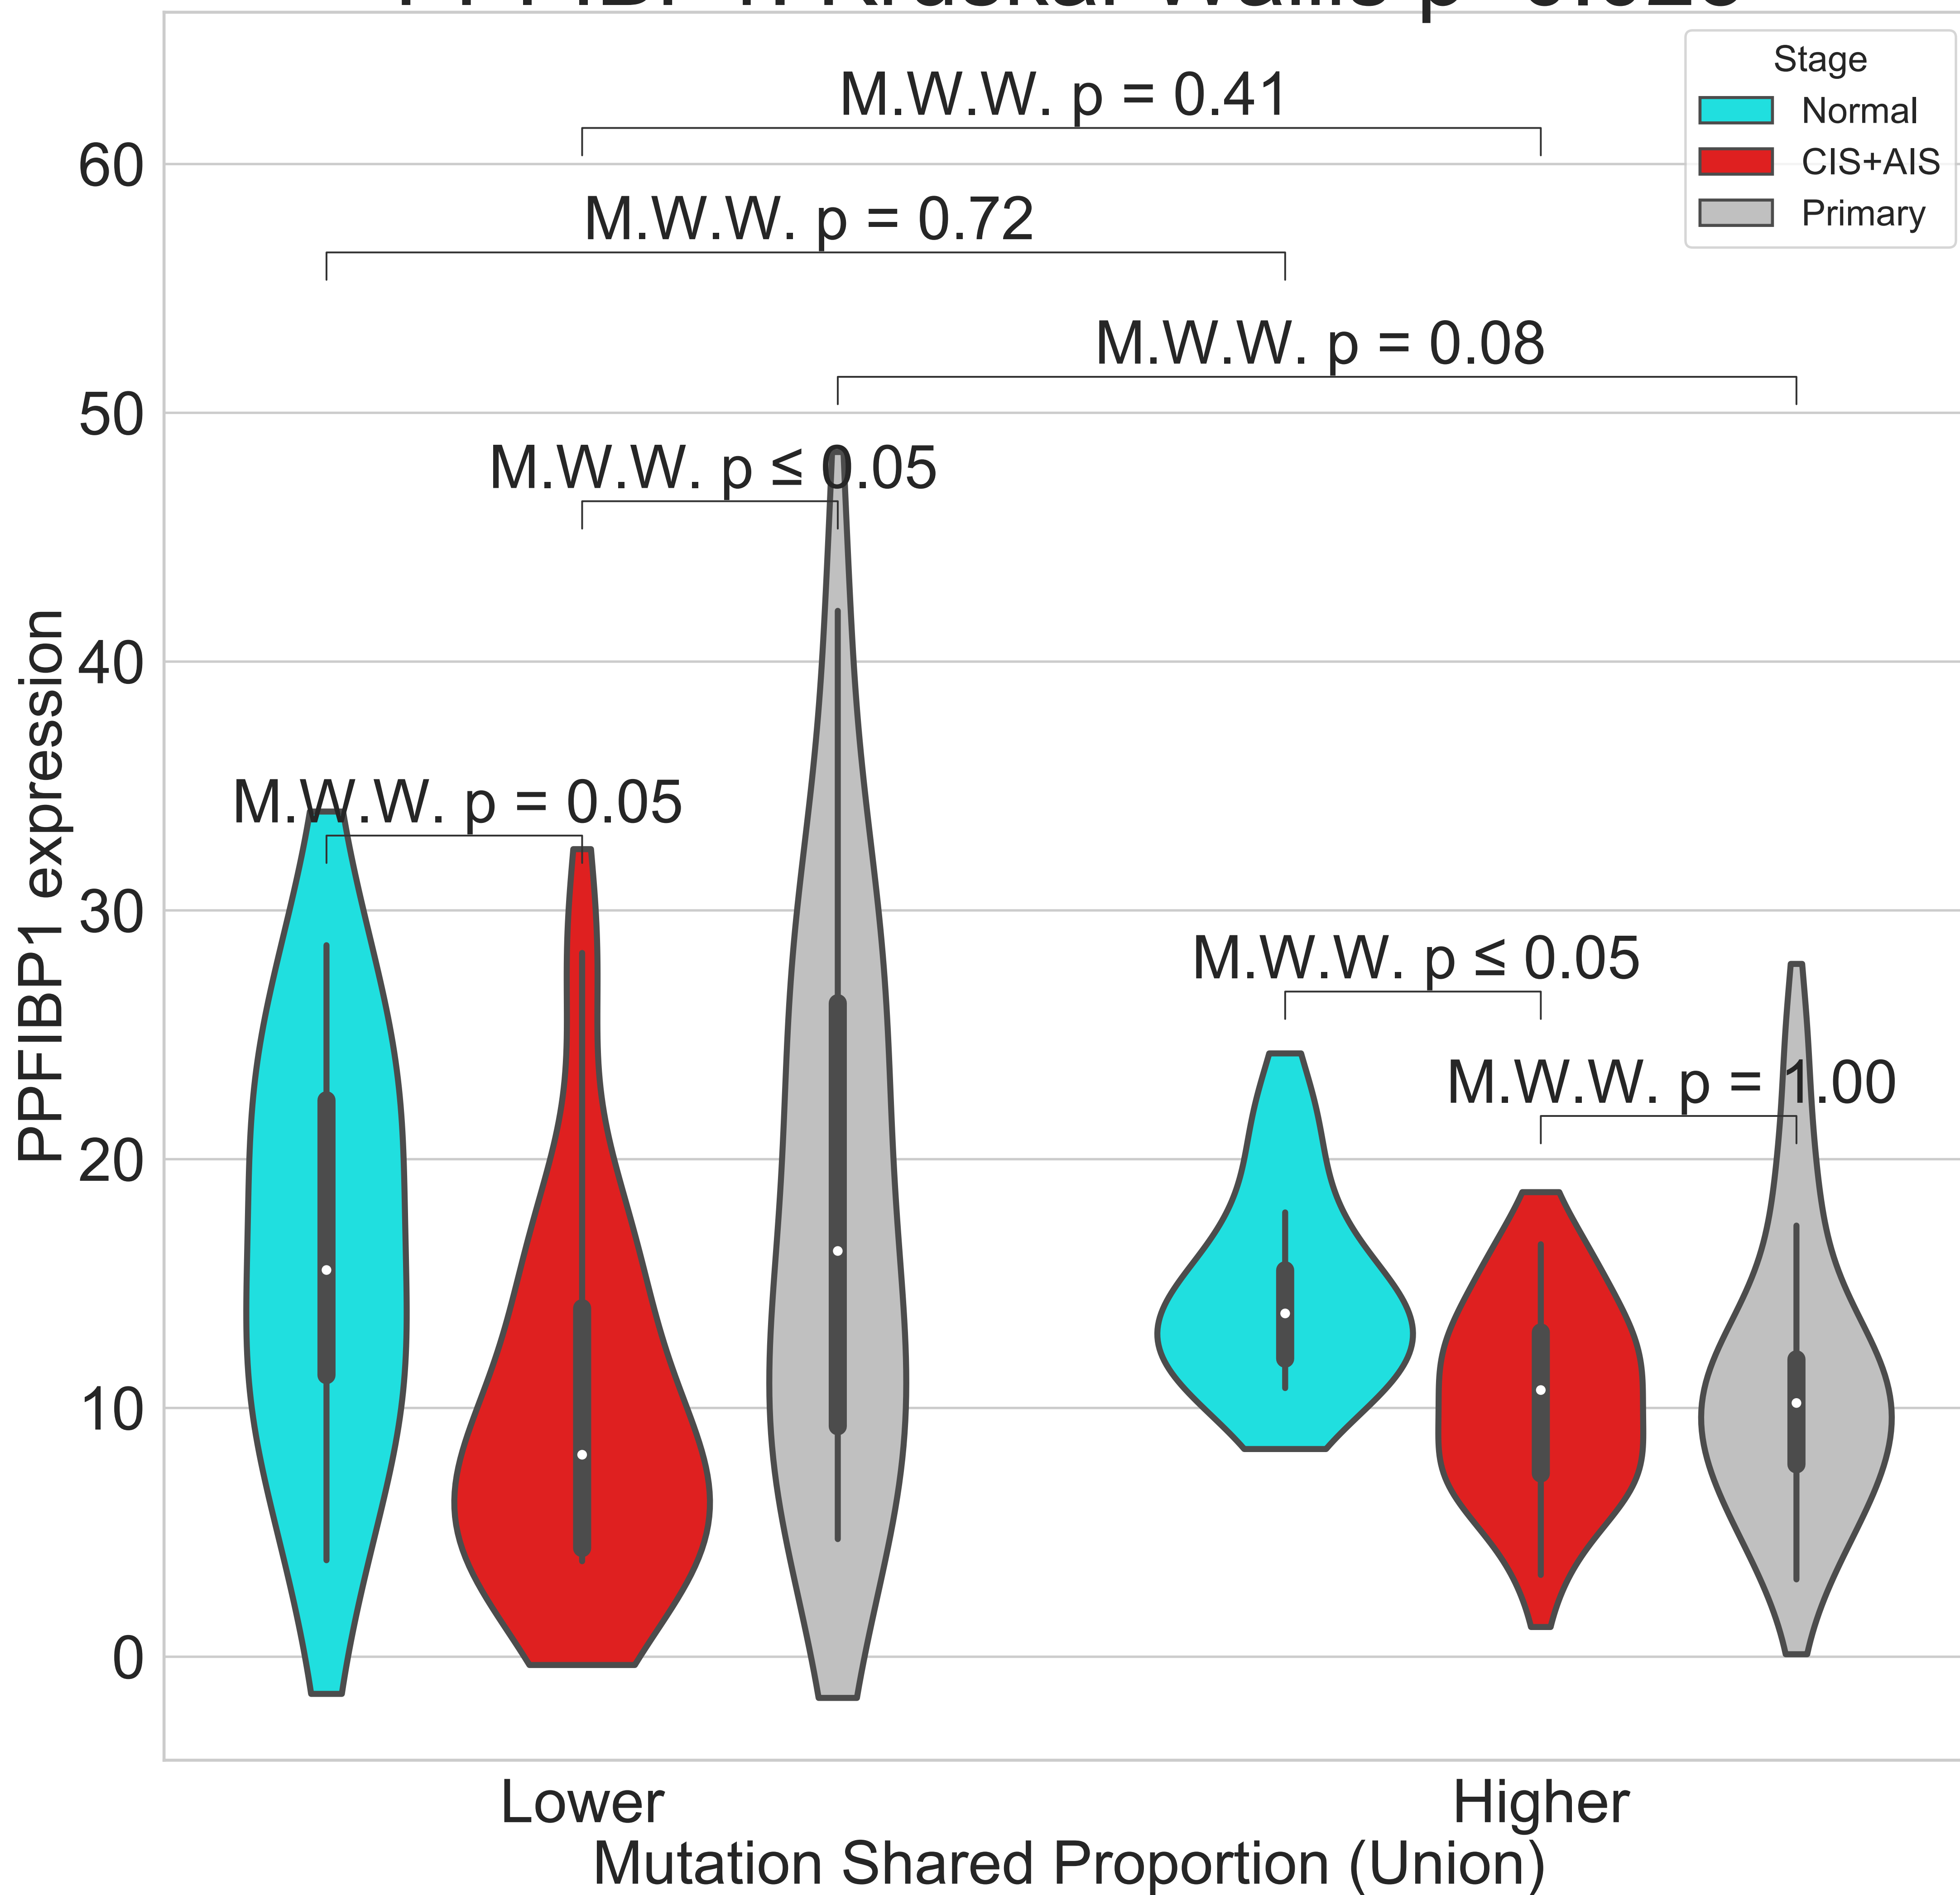 M.W.W. p = 0.41
M.W.W. p = 0.72
M.W.W. p = 0.08
M.W.W. p ≤ 0.05
M.W.W. p = 0.05
M.W.W. p ≤ 0.05
M.W.W. p = 1.00
Stage
Normal
CIS+AIS
Primary
PPFIBP1 expression
60
50
40
30
20
10
0
Lower
Higher
Mutation Shared Proportion (Union)